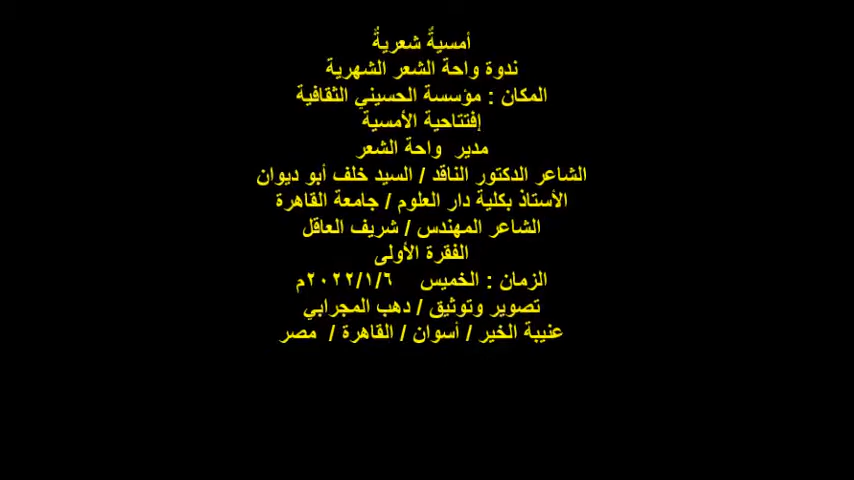 أمسيةٌ شعريةٌ
ندوة واحة الشعر الشهرية
المكان : مؤسسة الحسيني الثقافية
إفتتاحية الأمسية
مدير واحة الشعر
الشاعر الدكتور الناقد / السيد خلف أبو ديوان
الأستاذ بكلية دار العلوم / جامعة القاهرة
الشاعر المهندس / شريف العاقل
الفقرة الأولى
الزمان : الخميس ٢٠٢٢/١/٦م
تصوير وتوثيق / دهب المجرابي
عنيبة الخير / أسوان / القاهرة / مصر